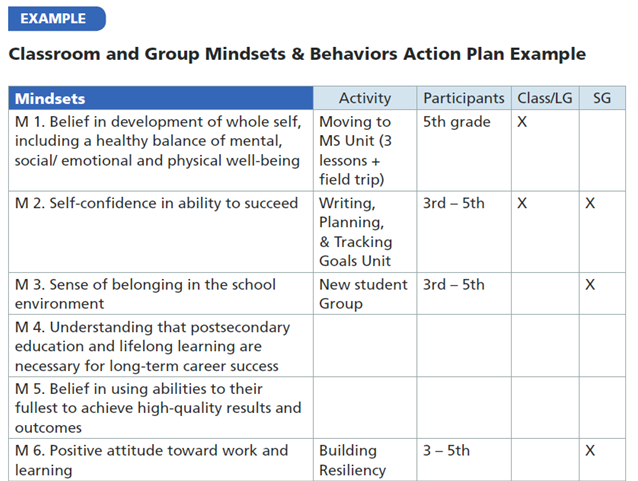 EXAMPLE
Classroom and Group Mindsets & Behaviors Action Plan Example
Mindsets Activity Participants Class/LG SG
M 1. Belief in development of whole self, Moving to 5th grade X
including a healthy balance of mental, MS Unit (3
social/ emotional and physical well-being lessons +
field trip)
M 2. Self-confidence in ability to succeed Writing, 3rd – 5th X X
Planning,
& Tracking
Goals Unit
M 3. Sense of belonging in the school New student 3rd – 5th X
environment Group
M 4. Understanding that postsecondary
education and lifelong learning are
necessary for long-term career success
M 5. Belief in using abilities to their
fullest to achieve high-quality results and
outcomes
M 6. Positive attitude toward work and Building 3 – 5th X
learning Resiliency